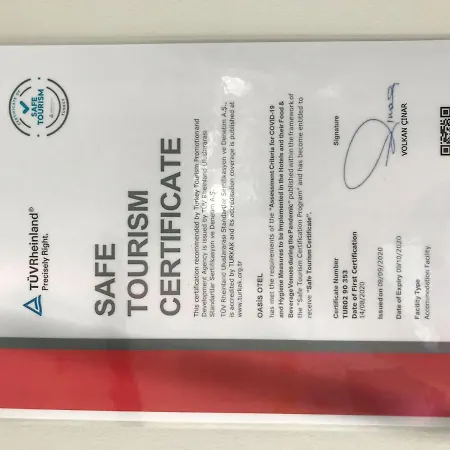 TÜVRheinland®
Precisely Right.
SAFE
TOURISM
SAFE
TOURISM
CERTIFICATE
This certification recommended by Turkey Tourism Promotion and
Development Agency is issued by TÜV Rheinland Uluslararası
Standartlar Sertifikasyon ve Denetim A.Ş.
TÜV Rheinland Uluslararası Standartlar Sertifikasyon ve Denetim A.Ş.,
is accredited by TURKAK and its accreditation coverage is published at
www.turkak.org.tr
OASİS OTEL
has met the requirements of the "Assessment Criteria for COVID-19
and Hygiene Measures to be Implemented in the Hotels and their Food &
Beverage Venues during the Pandemic" published within the framework of
the "Safe Tourism Certification Program" and has become entitled to
receive "Safe Tourism Certificate".
Certificate Number
TUR02 90 353
Date of First Certification
14/08/2020
Issued on 09/09/2020
Date of Expiry 09/10/2020
Facility Type
Accommodation Facility
Signature
VOLKAN ÇINAR